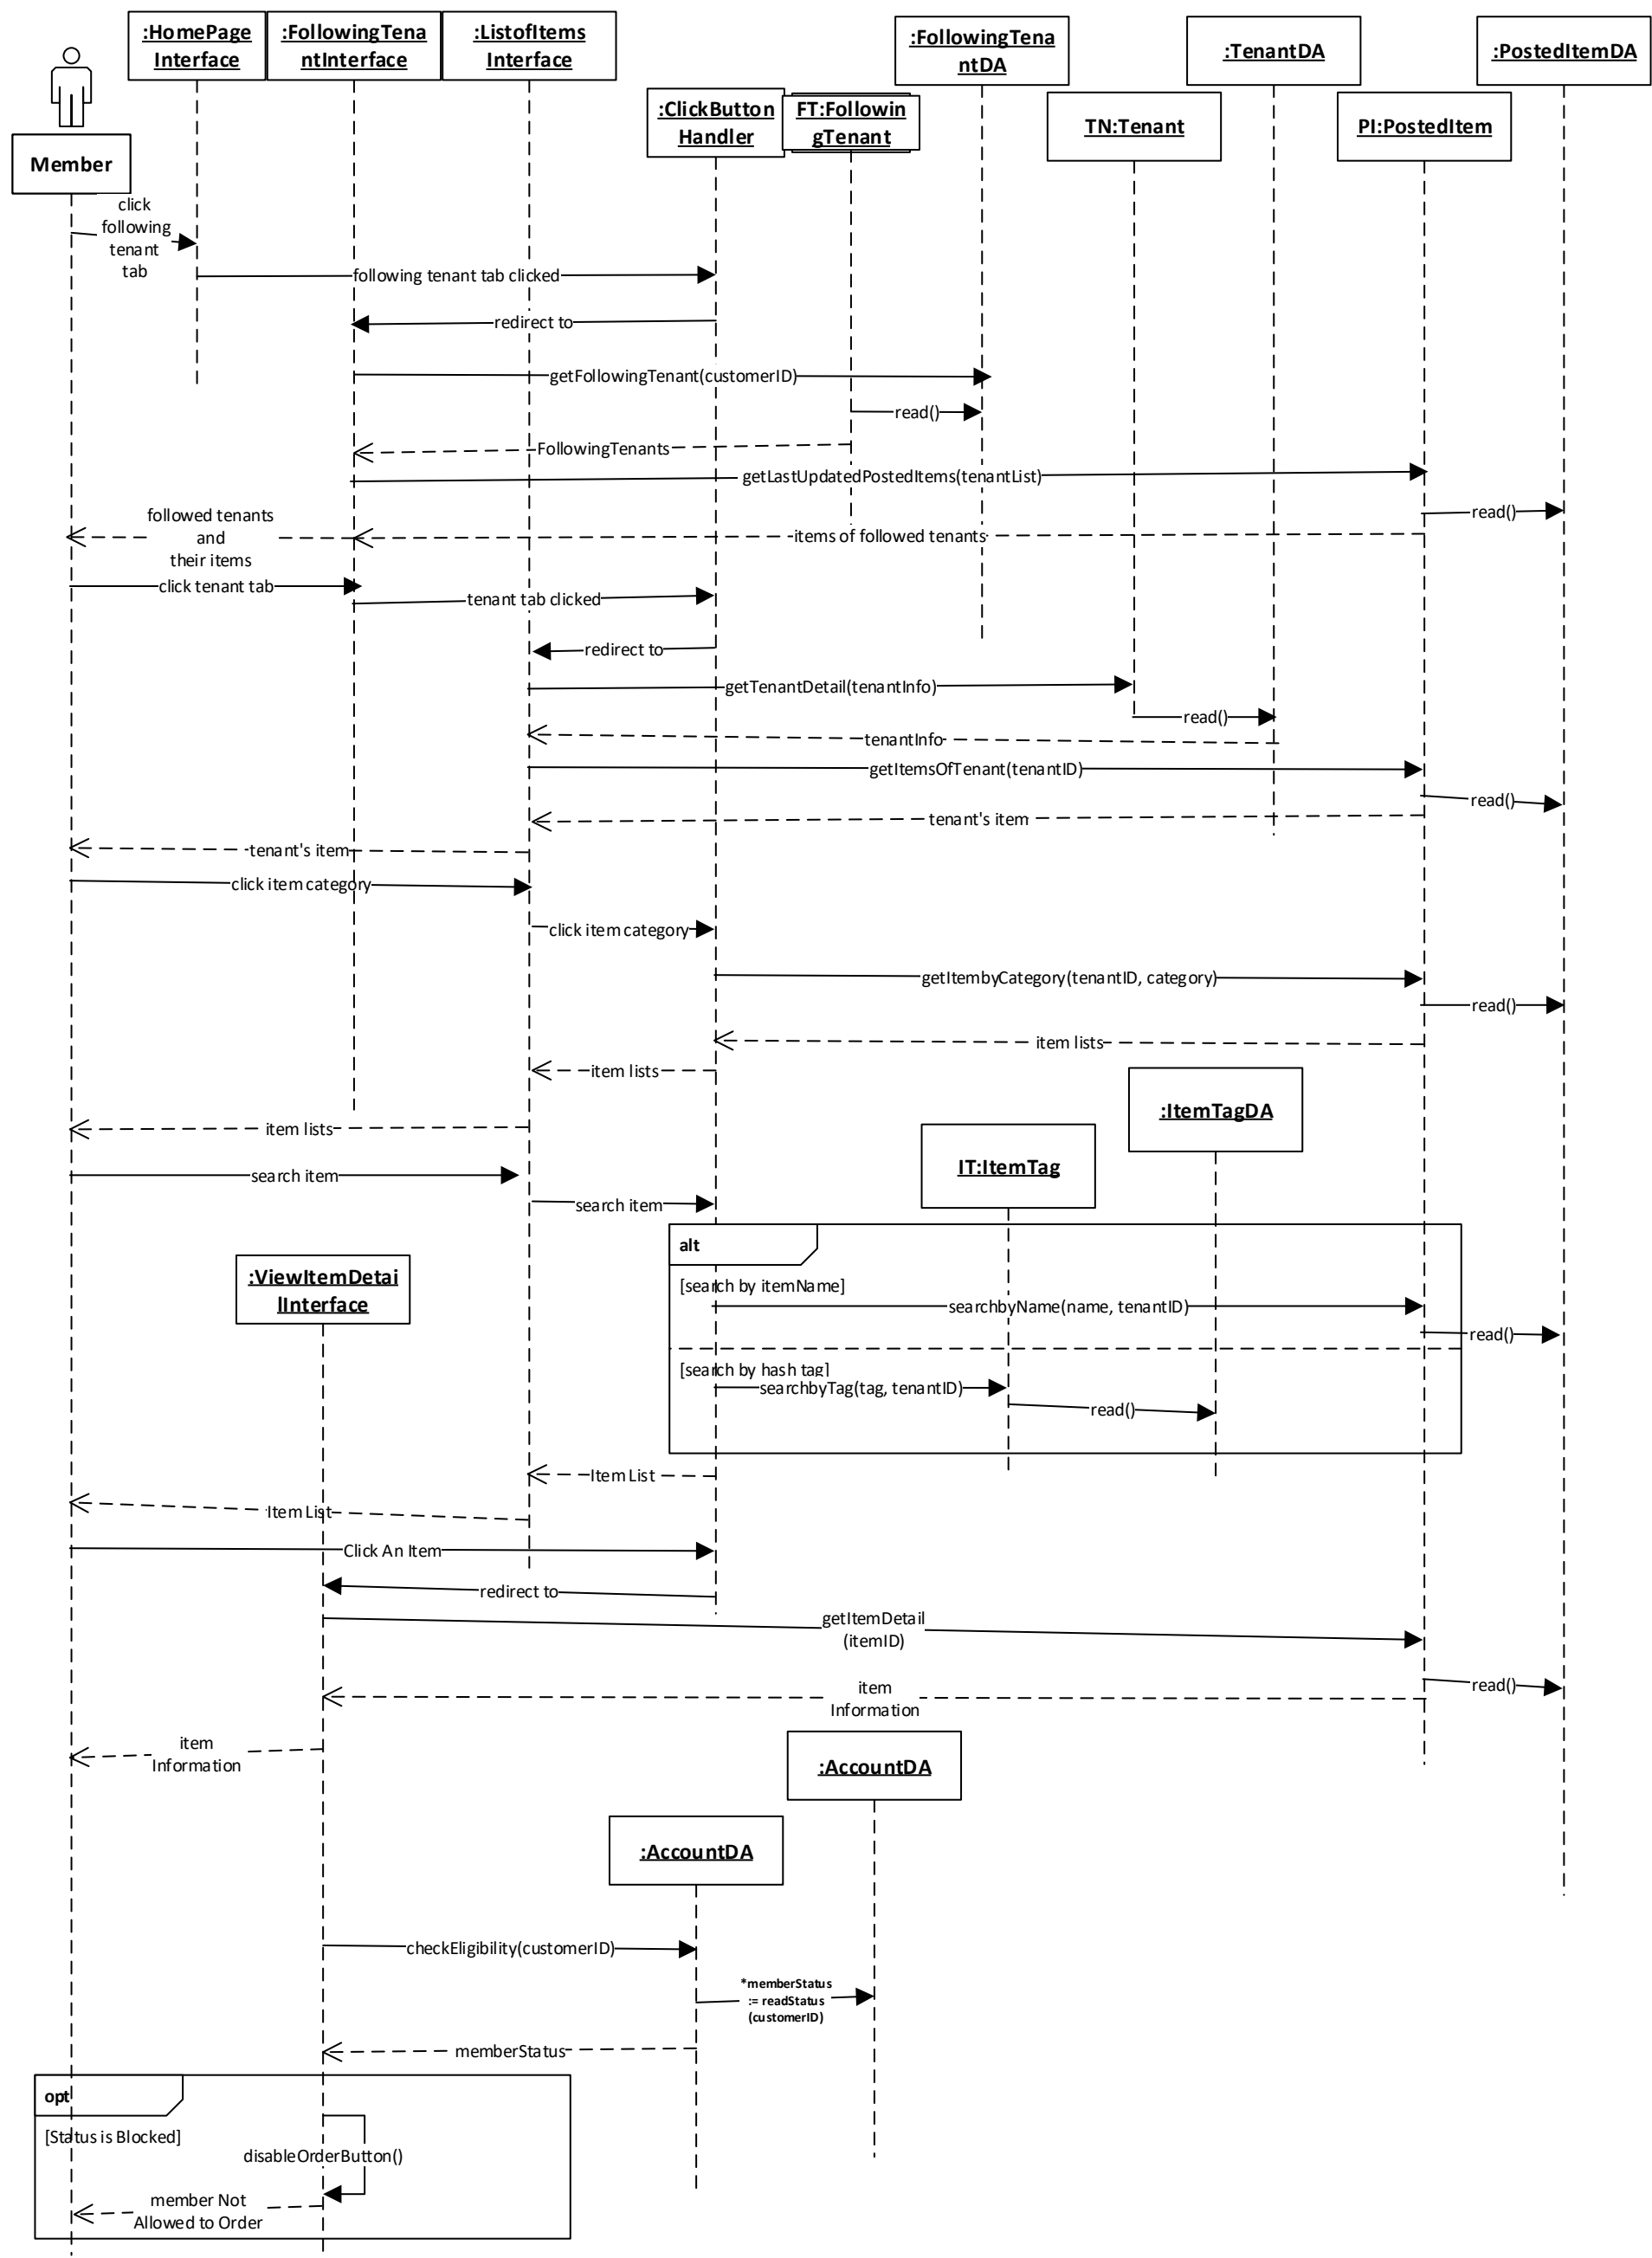 :HomePage
Interface
:FollowingTena
ntInterface
:ListofItems
Interface
:FollowingTena
ntDA
:TenantDA
:PostedItemDA
:ClickButton
Handler
FT:Followin
gTenant
TN:Tenant
PI:PostedItem
Member
click
following
tenant
tab
following tenant tab clicked
redirect to
getFollowingTenant(customerID)
read()
FollowingTenants
getLastUpdatedPostedItems(tenantList)
read()
followed tenants
and
their items
items of followed tenants
click tenant tab
tenant tab clicked
redirect to
getTenantDetail(tenantInfo)
read()
tenantInfo
getItemsOfTenant(tenantID)
read()
tenant's item
tenant's item
click item category
click item category
getItembyCategory(tenantID, category)
read()
item lists
item lists
:ItemTagDA
item lists
IT:ItemTag
search item
search item
alt
:ViewItemDetai
lInterface
[search by itemName]
searchbyName(name, tenantID)
read()
[search by hash tag]
searchbyTag(tag, tenantID)
read()
Item List
Item List
Click An Item
redirect to
getItemDetail
(itemID)
read()
item
Information
item
Information
:AccountDA
:AccountDA
checkEligibility(customerID)
*memberStatus
:= readStatus
(customerID)
memberStatus
opt
[Status is Blocked]
disableOrderButton()
member Not
Allowed to Order